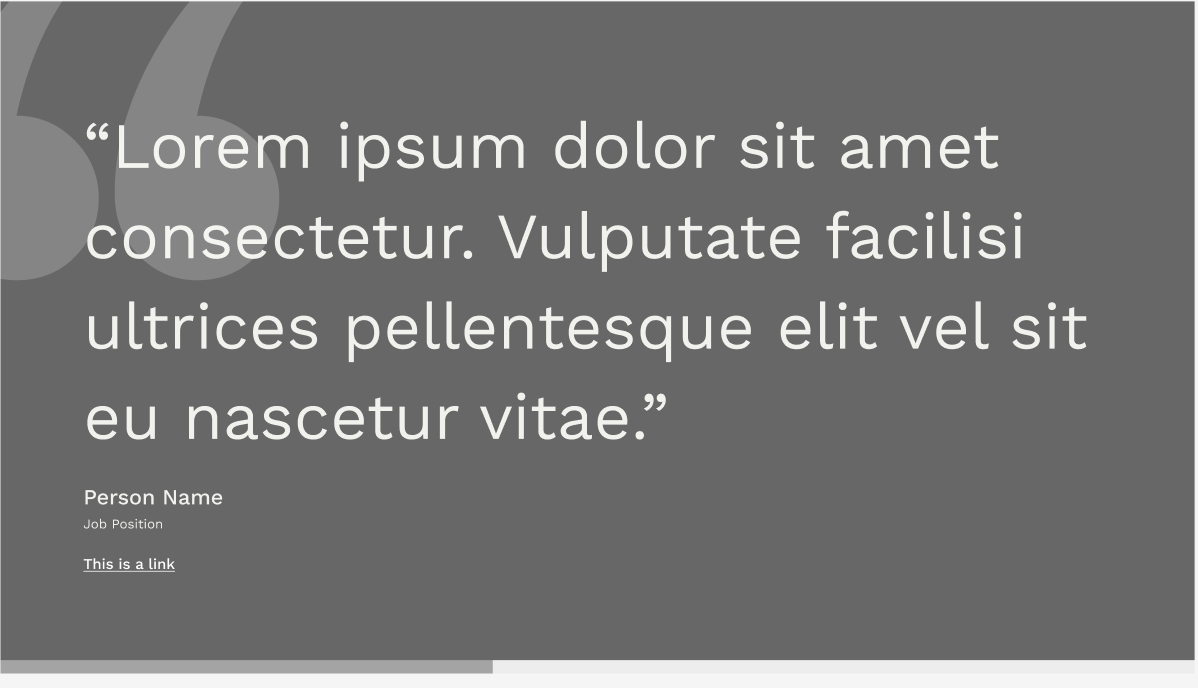 “Lorem ipsum dolor sit amet
consectetur. Vulputate facilisi
ultrices pellentesque elit vel sit
eu nascetur vitae.”
Person Name
Job Position
This is a link